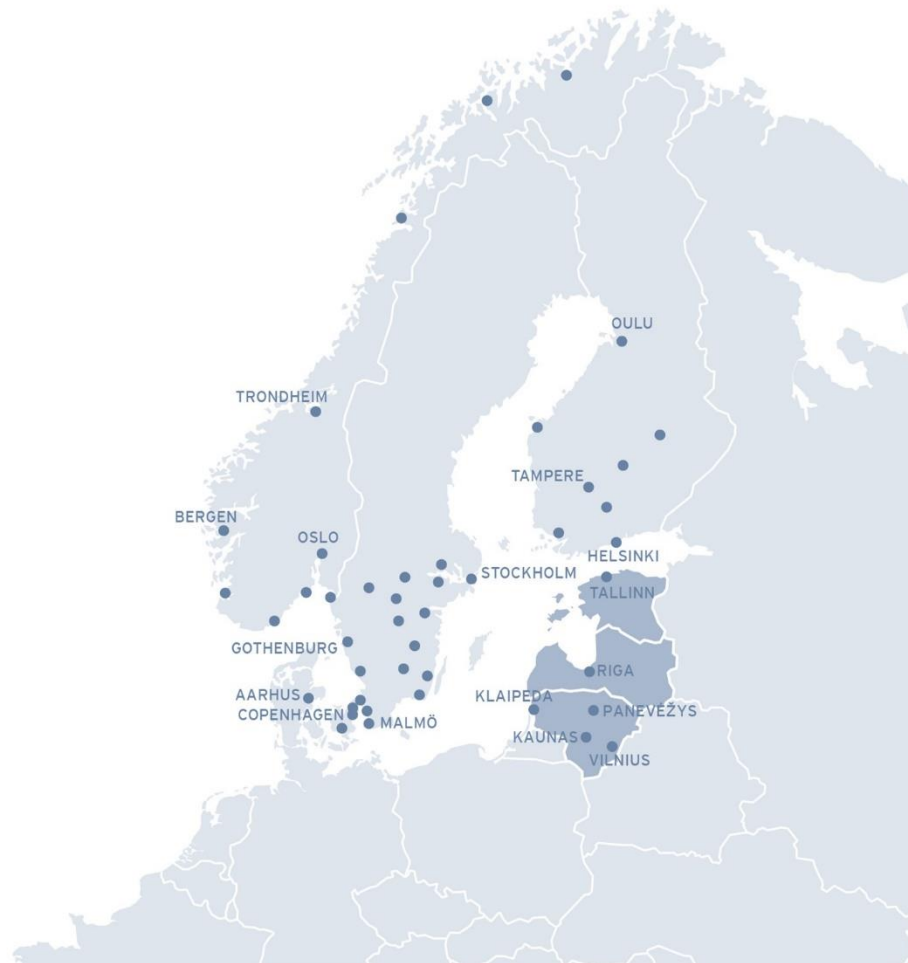 OULU
TRONDHEIM
TAMPERE
BERGEN
OSLO
HELSINKI
STOCKHOLM
TALLINN
GOTHENBURG
RIGA
AARHUS
KLAIPEDA
COPENHAGEN
PANEVĖŽYS
MALMÖ
KAUNAS
VILNIUS